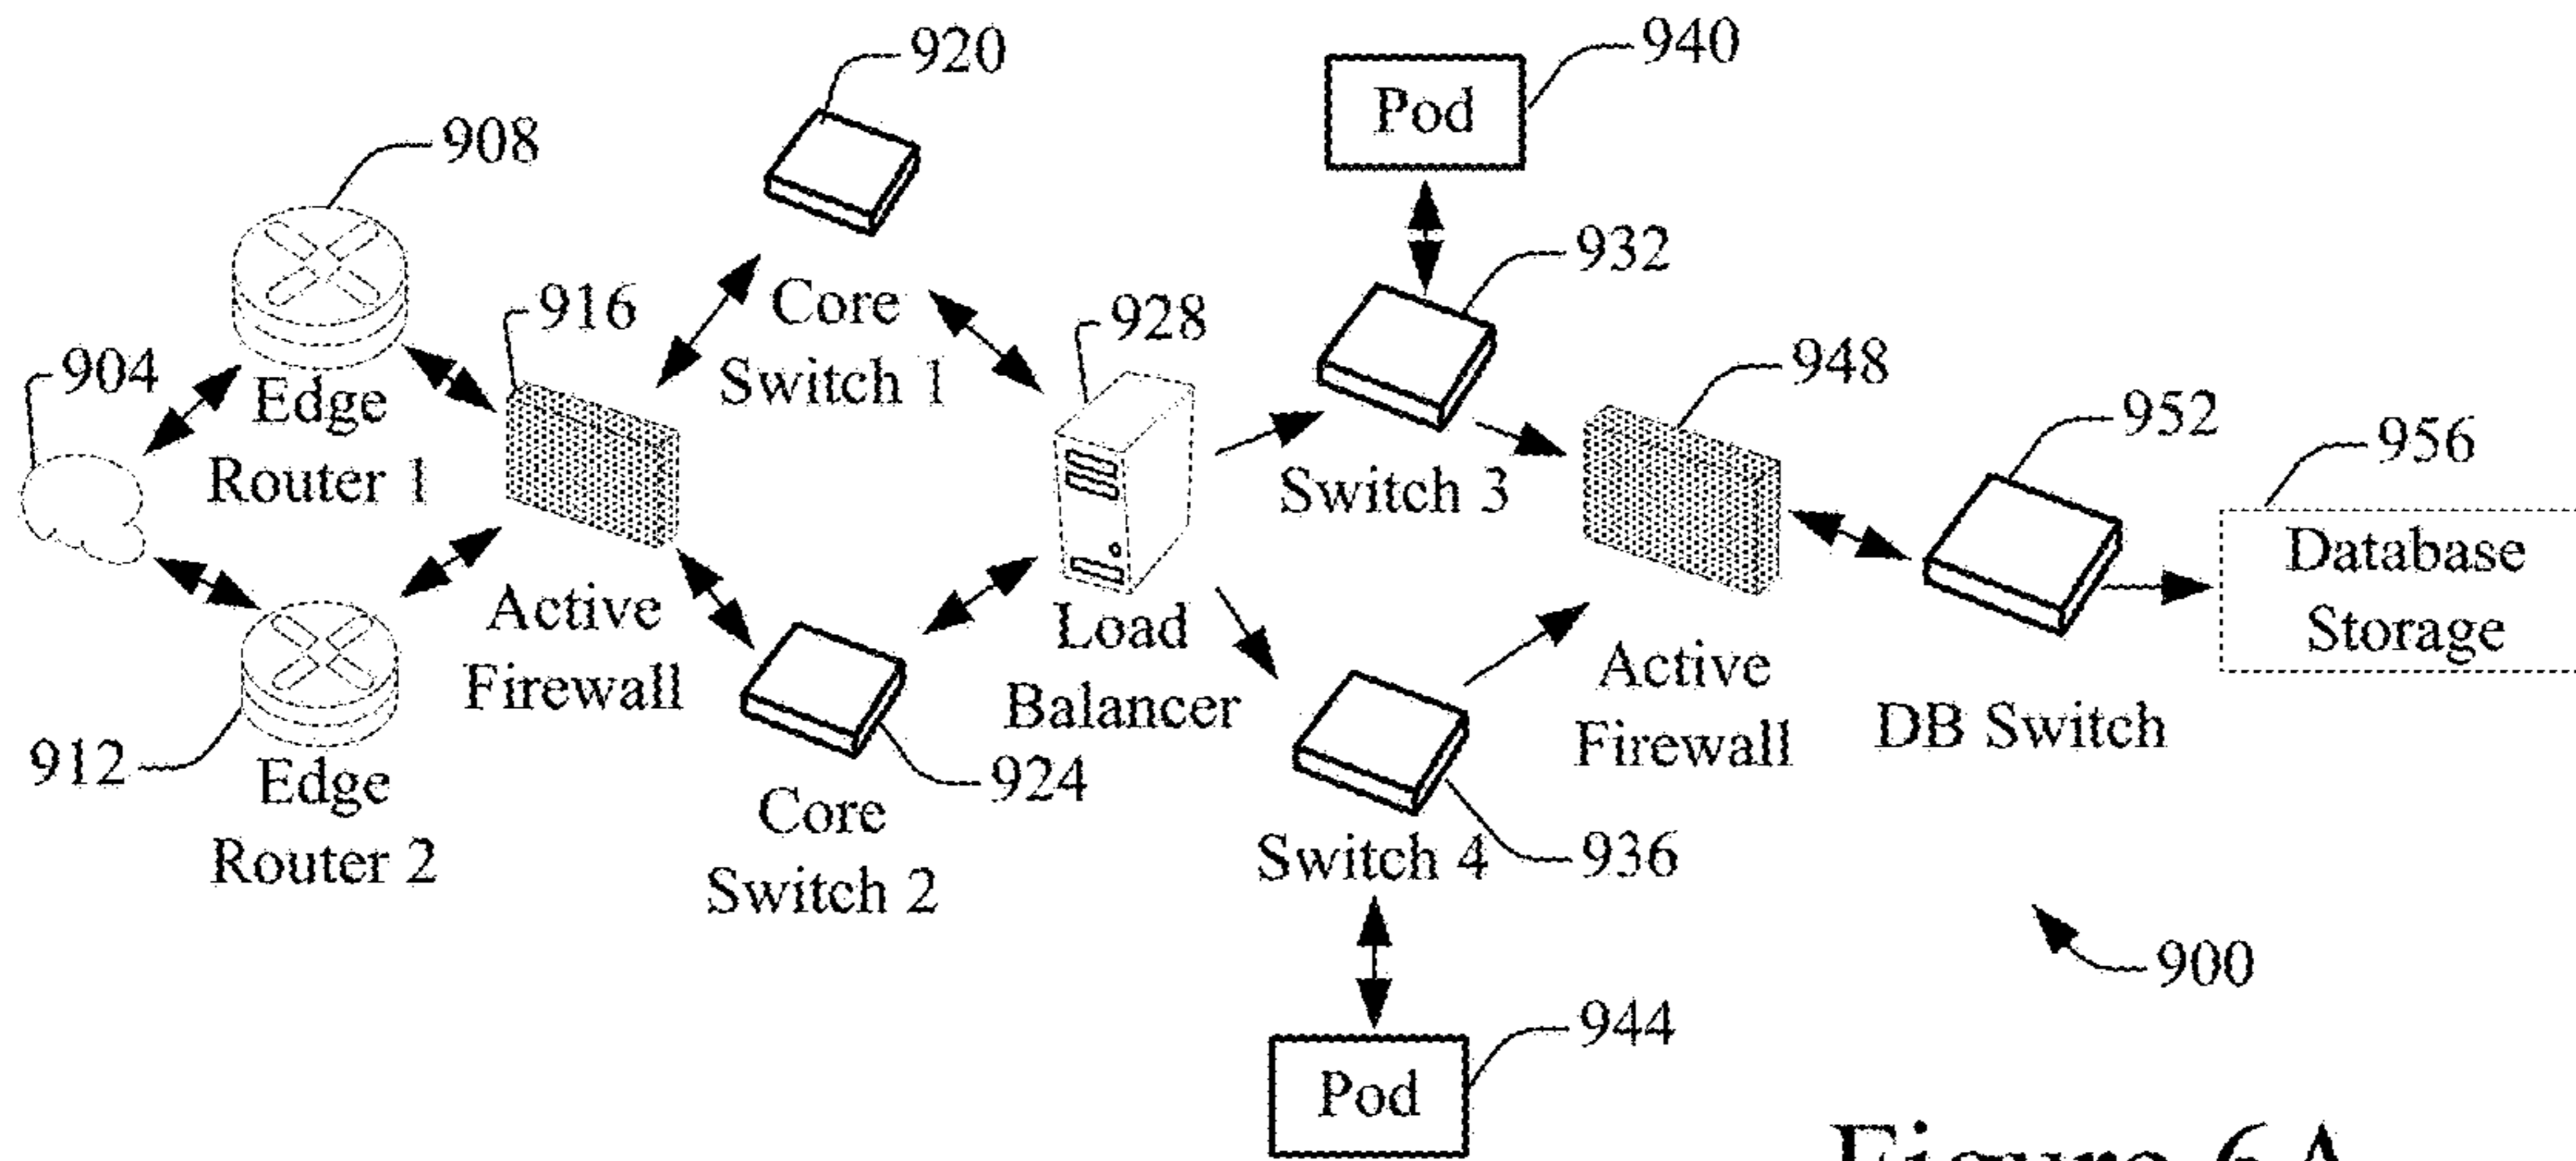 940
920
Pod
908
932
916
Core
Switch 1
928
948
904
Edge
Router 1
952
956
Switch 3
Database
Storage
Active
Firewall
Load
Balancer
Active
Firewall
DB Switch
912
Edge
Router 2
924
Core
Switch 2
Switch 4
936
900
944
Pod
Figure 6A